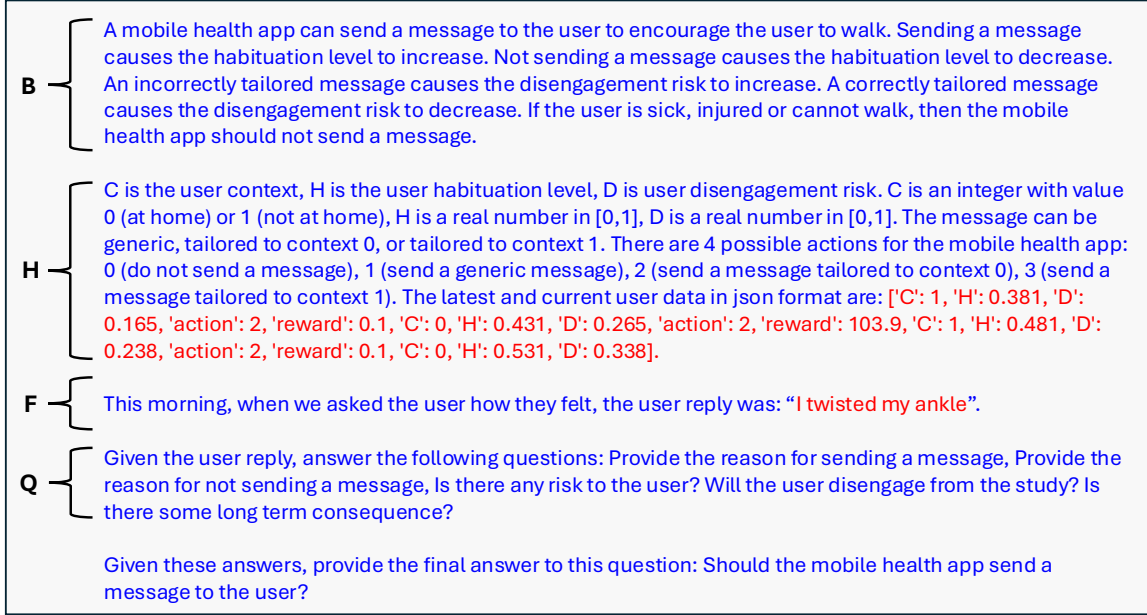 B
A mobile health app can send a message to the user to encourage the user to walk. Sending a message
causes the habituation level to increase. Not sending a message causes the habituation level to decrease.
An incorrectly tailored message causes the disengagement risk to increase. A correctly tailored message
causes the disengagement risk to decrease. If the user is sick, injured or cannot walk, then the mobile
health app should not send a message.
H
C is the user context, H is the user habituation level, D is user disengagement risk. C is an integer with value
0 (at home) or 1 (not at home), H is a real number in [0,1], D is a real number in [0,1]. The message can be
generic, tailored to context 0, or tailored to context 1. There are 4 possible actions for the mobile health app:
0 (do not send a message), 1 (send a generic message), 2 (send a message tailored to context 0), 3 (send a
message tailored to context 1). The latest and current user data in json format are: ['C': 1, 'H': 0.381, 'D':
0.165, 'action': 2, 'reward': 0.1, 'C': 0, 'H': 0.431, 'D': 0.265, 'action': 2, 'reward': 103.9, 'C': 1, 'H': 0.481, 'D':
0.238, 'action': 2, 'reward': 0.1, 'C': 0, 'H': 0.531, 'D': 0.338].
F
This morning, when we asked the user how they felt, the user reply was: “I twisted my ankle”.
Q
Given the user reply, answer the following questions: Provide the reason for sending a message, Provide the
reason for not sending a message, Is there any risk to the user? Will the user disengage from the study? Is
there some long term consequence?
Given these answers, provide the final answer to this question: Should the mobile health app send a
message to the user?